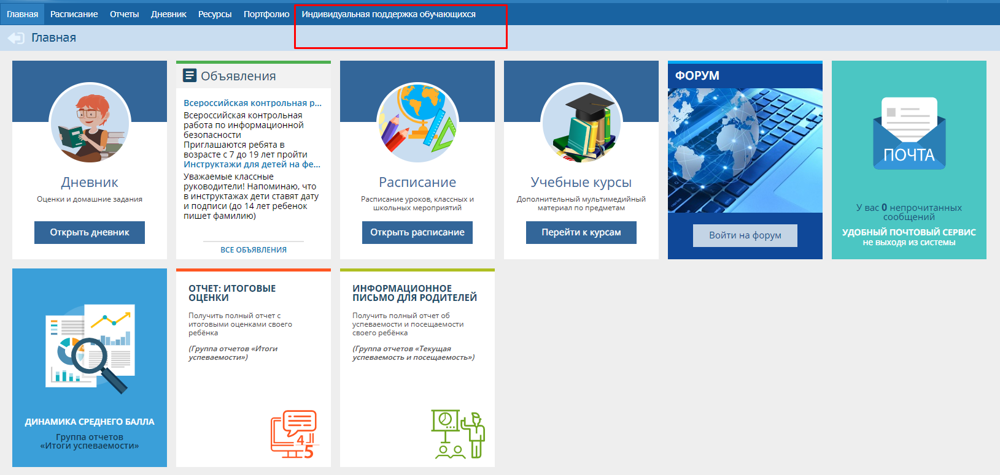 Главная Расписание Отчеты Дневник Ресурсы Портфолио Индивидуальная поддержка обучающихся
Главная
Дневник
Оценки и домашние задания
Открыть дневник
Объявления
Всероссийская контрольная р...
Всероссийская контрольная
работа по информационной
безопасности
Приглашаются ребята в
возрасте с 7 до 19 лет пройти
Инструктажи для детей на фе...
Уважаемые классные
руководители! Напоминаю, что
в инструктажах дети ставят дату
и подписи (до 14 лет ребенок
пишет фамилию)
ВСЕ ОБЪЯВЛЕНИЯ
Расписание
Расписание уроков, классных и
школьных мероприятий
Открыть расписание
Учебные курсы
Дополнительный мультимедийный
материал по предметам
Перейти к курсам
ФОРУМ
Войти на форум
ПОЧТА
У вас 0 непрочитанных
сообщений
УДОБНЫЙ ПОЧТОВЫЙ СЕРВИС
не выходя из системы
ДИНАМИКА СРЕДНЕГО БАЛЛА
Группа отчетов
«Итоги успеваемости»
ОТЧЕТ: ИТОГОВЫЕ
ОЦЕНКИ
Получить полный отчет с
итоговыми оценками своего
ребёнка
(Группа отчетов «Итоги
успеваемости»)
4
5
ИНФОРМАЦИОННОЕ
ПИСЬМО ДЛЯ РОДИТЕЛЕЙ
Получить полный отчет об
успеваемости и посещаемости
своего ребёнка
(Группа отчетов «Текущая
успеваемость и посещаемость»)